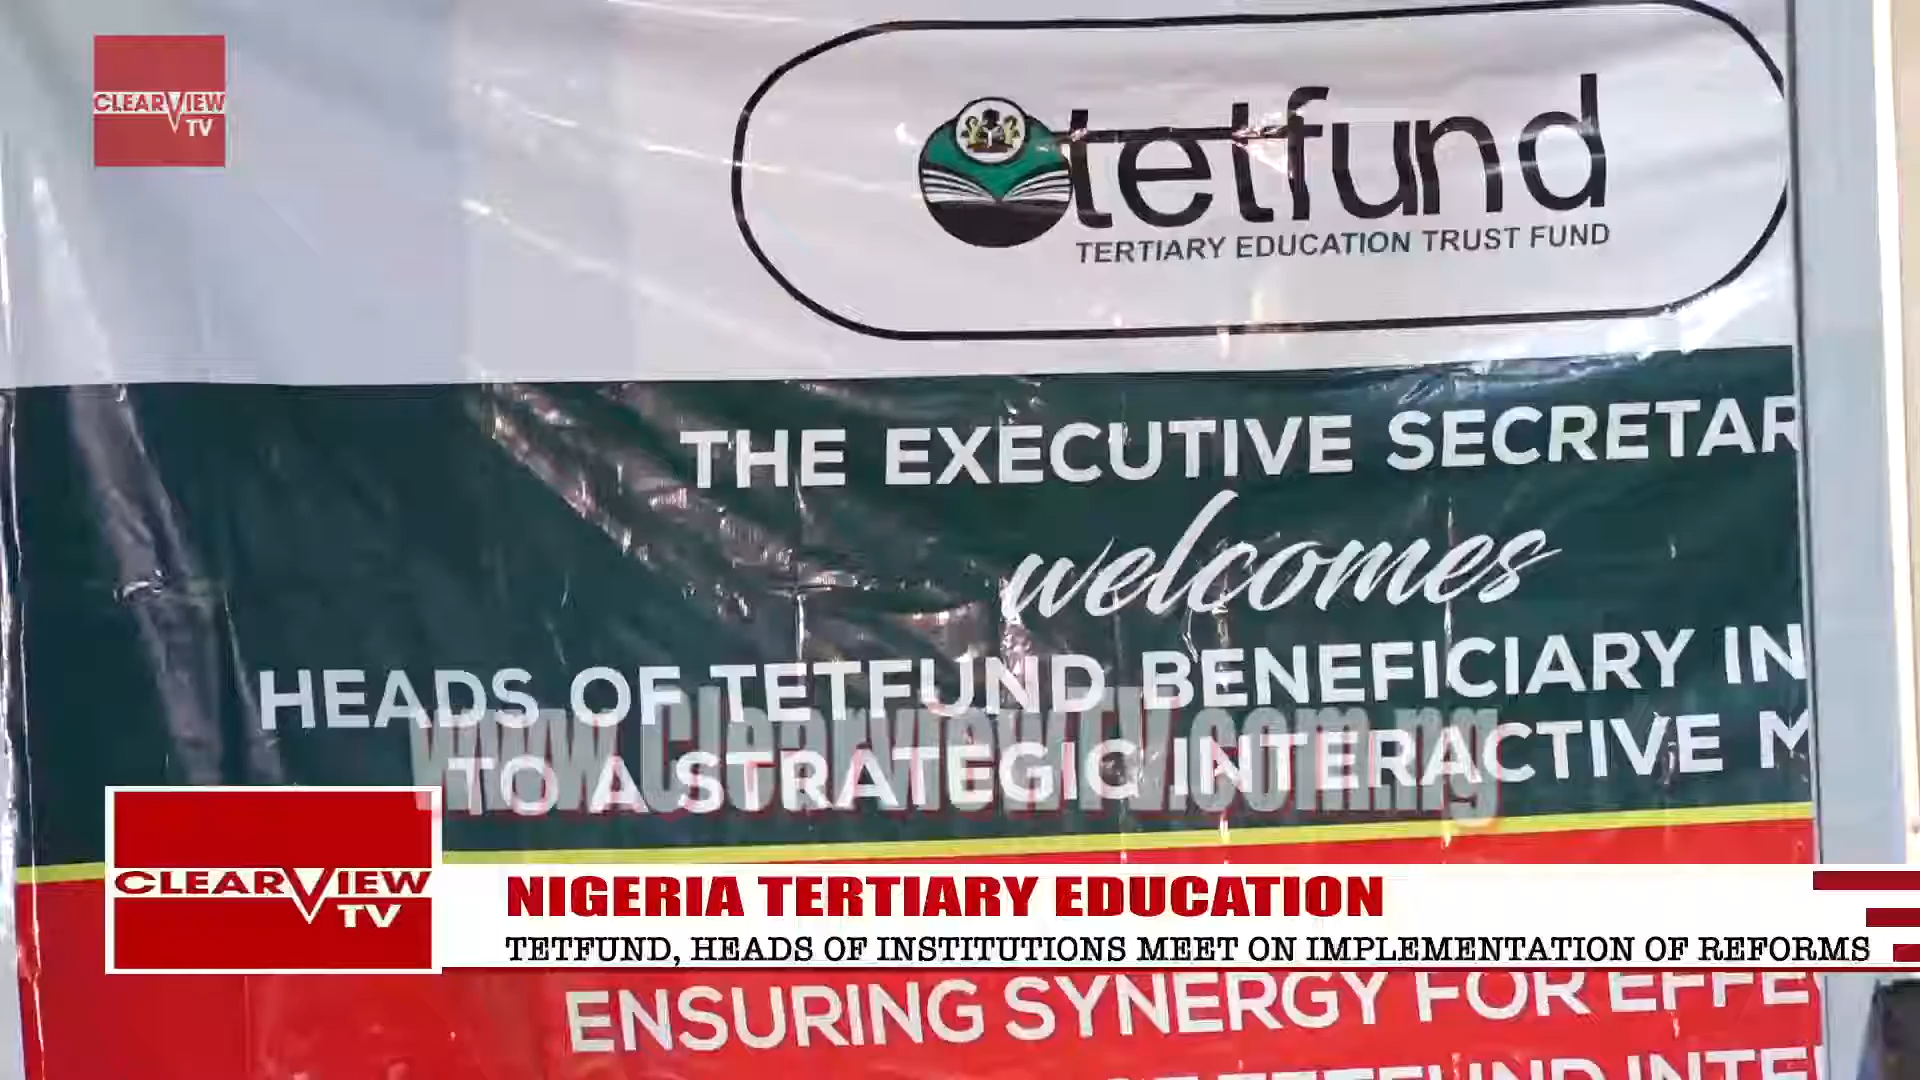 CLEARVIEW
TV
tetfund
TERTIARY EDUCATION TRUST FUND
THE EXECUTIVE SECRETAR
welcomes
HEADS OF TETFUND BENEFICIARY IN
TO A STRATEGIC INTERACTIVE M
www.ClearviewTV.com.ng
CLEARVIEW
TV
NIGERIA TERTIARY EDUCATION
TETFUND, HEADS OF INSTITUTIONS MEET ON IMPLEMENTATION OF REFORMS
ENSURING SYNERGY FOR EFFE
TETFUND INTE